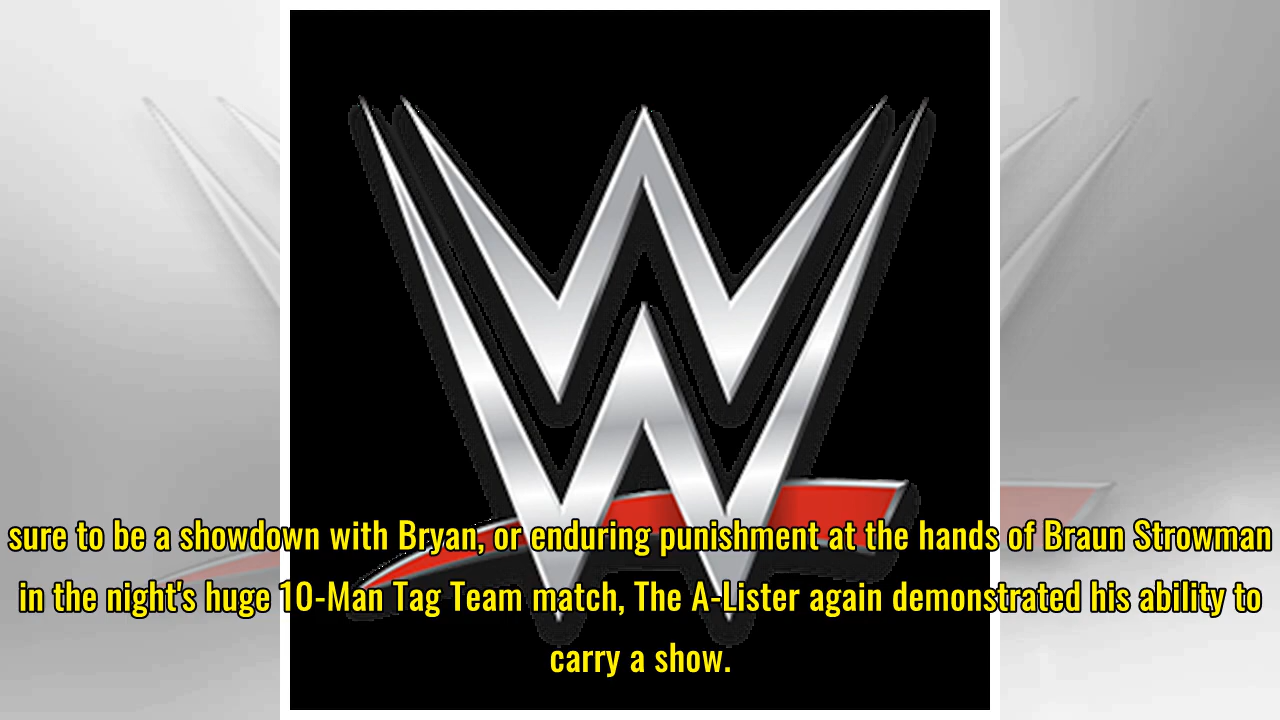 sure to be a showdown with Bryan, or enduring punishment at the hands of Braun Strowman
in the night's huge 10-Man Tag Team match, The A-Lister again demonstrated his ability to
carry a show.